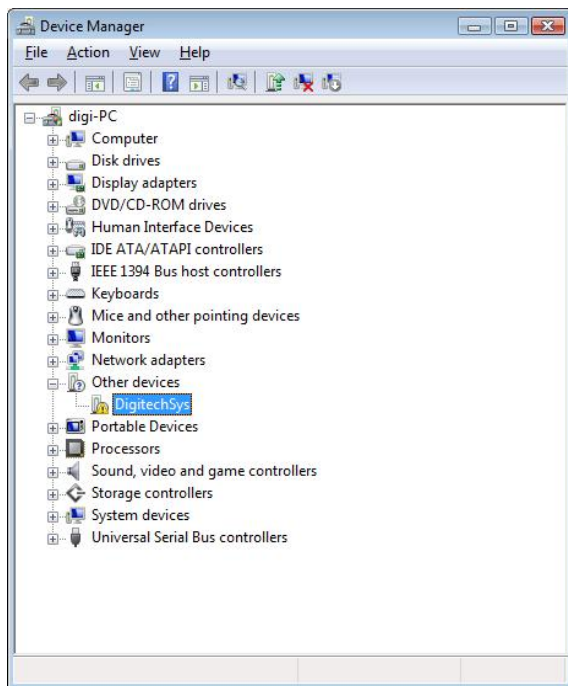 Device Manager
File Action View Help
digi-PC
Computer
Disk drives
Display adapters
DVD/CD-ROM drives
Human Interface Devices
IDE ATA/ATAPI controllers
IEEE 1394 Bus host controllers
Keyboards
Mice and other pointing devices
Monitors
Network adapters
Other devices
DigitechSys
Portable Devices
Processors
Sound, video and game controllers
Storage controllers
System devices
Universal Serial Bus controllers